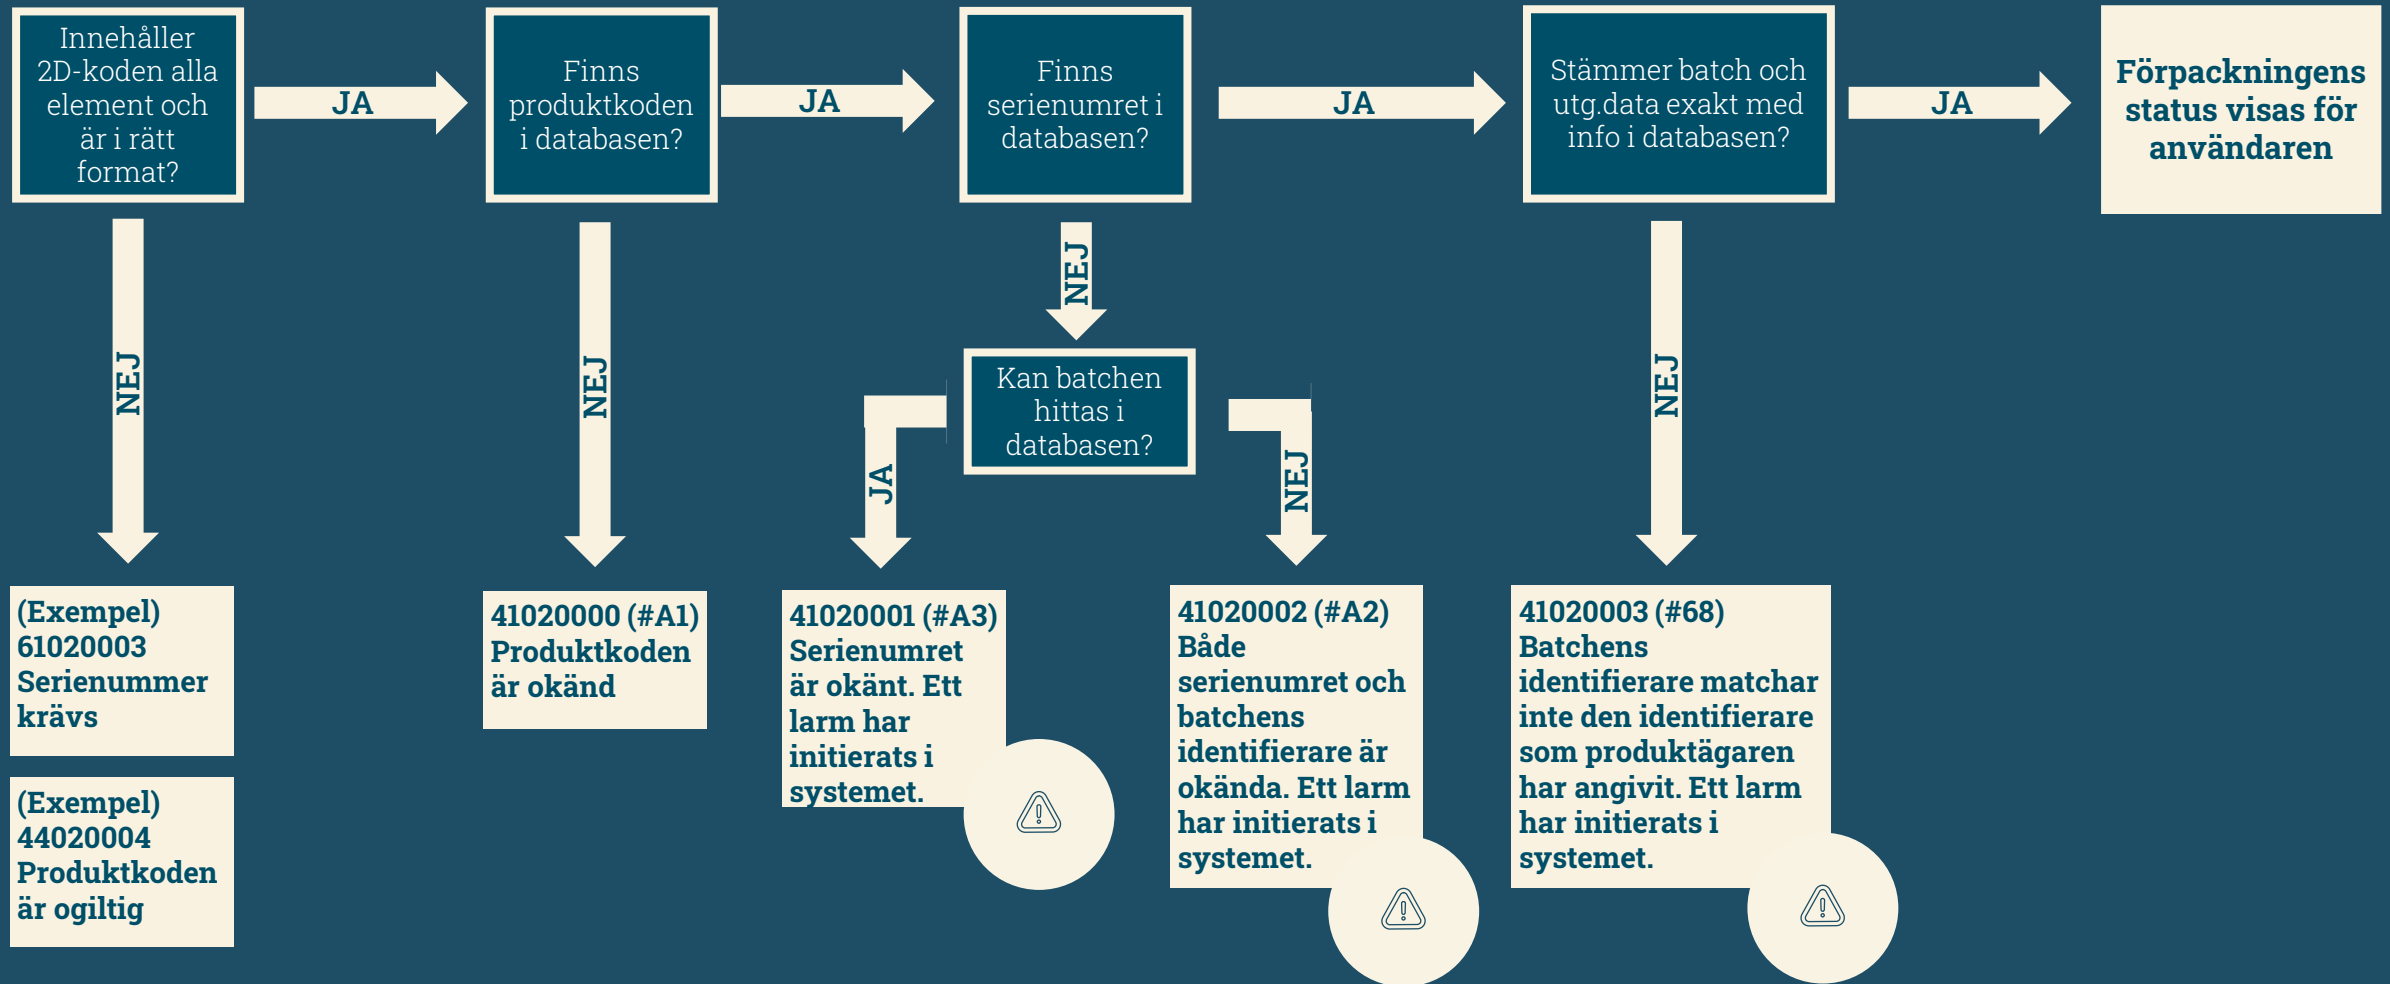 Innehåller
2D-koden alla
element och
är i rätt
format?
JA
Finns
produktkoden
i databasen?
JA
Finns
serienumret i
databasen?
JA
Stämmer batch och
utg.data exakt med
info i databasen?
JA
Förpackningens
status visas för
användaren
NEJ
NEJ
NEJ
NEJ
Kan batchen
hittas i
databasen?
JA
NEJ
(Exempel)
61020003
Serienummer
krävs
(Exempel)
44020004
Produktkoden
är ogiltig
41020000 (#A1)
Produktkoden
är okänd
41020001 (#A3)
Serienumret
är okänt. Ett
larm har
initierats i
systemet.
41020002 (#A2)
Både
serienumret och
batchens
identifierare är
okända. Ett larm
har initierats i
systemet.
41020003 (#68)
Batchens
identifierare matchar
inte den identifierare
som produktägaren
har angivit. Ett larm
har initierats i
systemet.